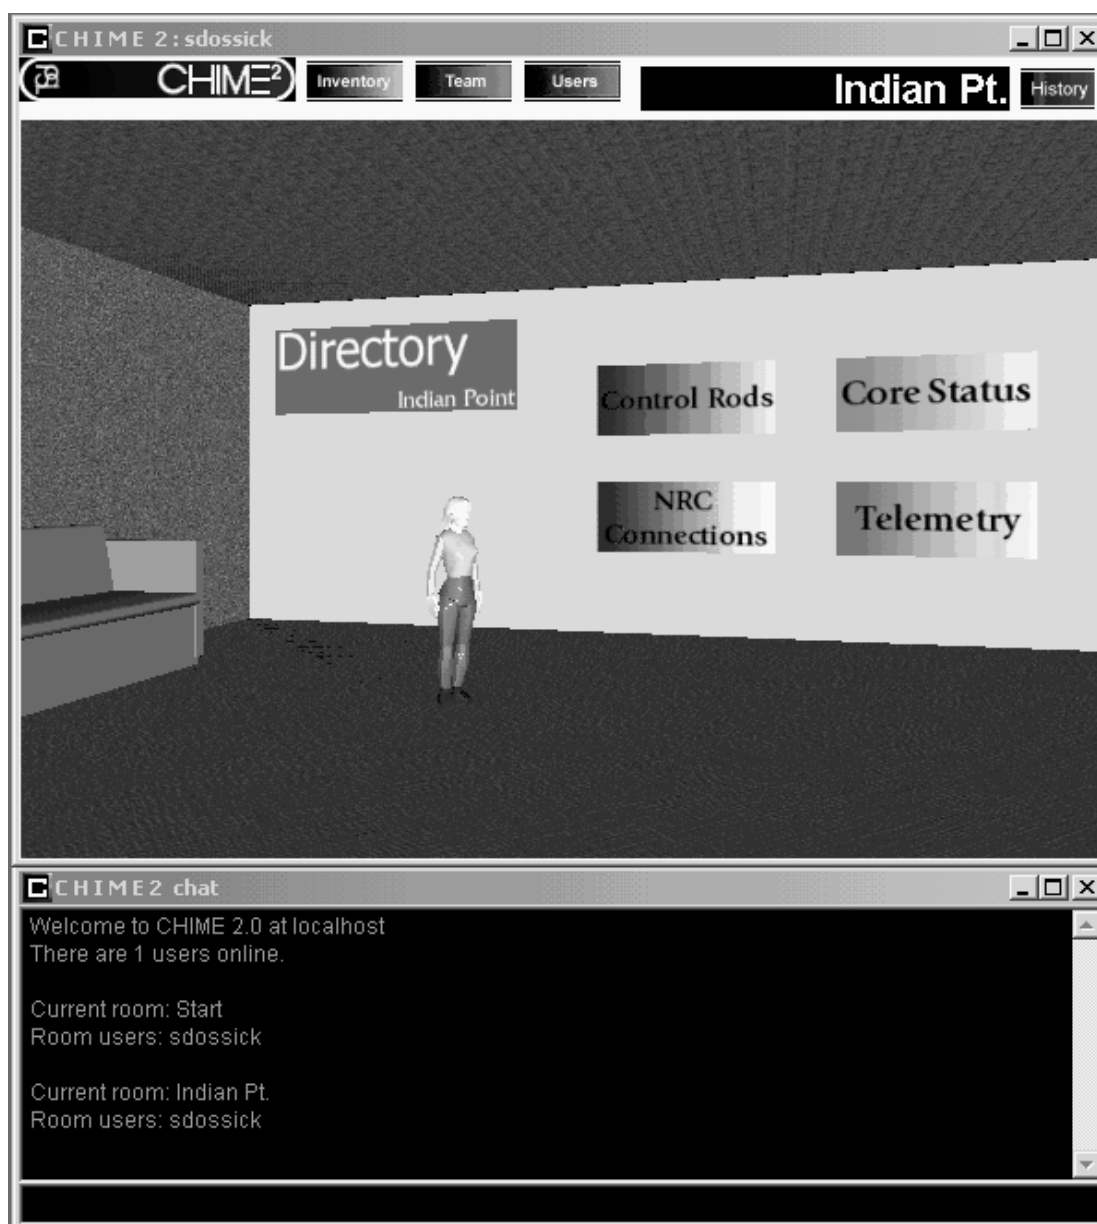 CHIME 2: sdossick
CHIME² Inventory Team Users Indian Pt. History
Directory
Indian Point
Control Rods
Core Status
NRC
Connections
Telemetry
CHIME2 chat
Welcome to CHIME 2.0 at localhost
There are 1 users online.
Current room: Start
Room users: sdossick
Current room: Indian Pt.
Room users: sdossick